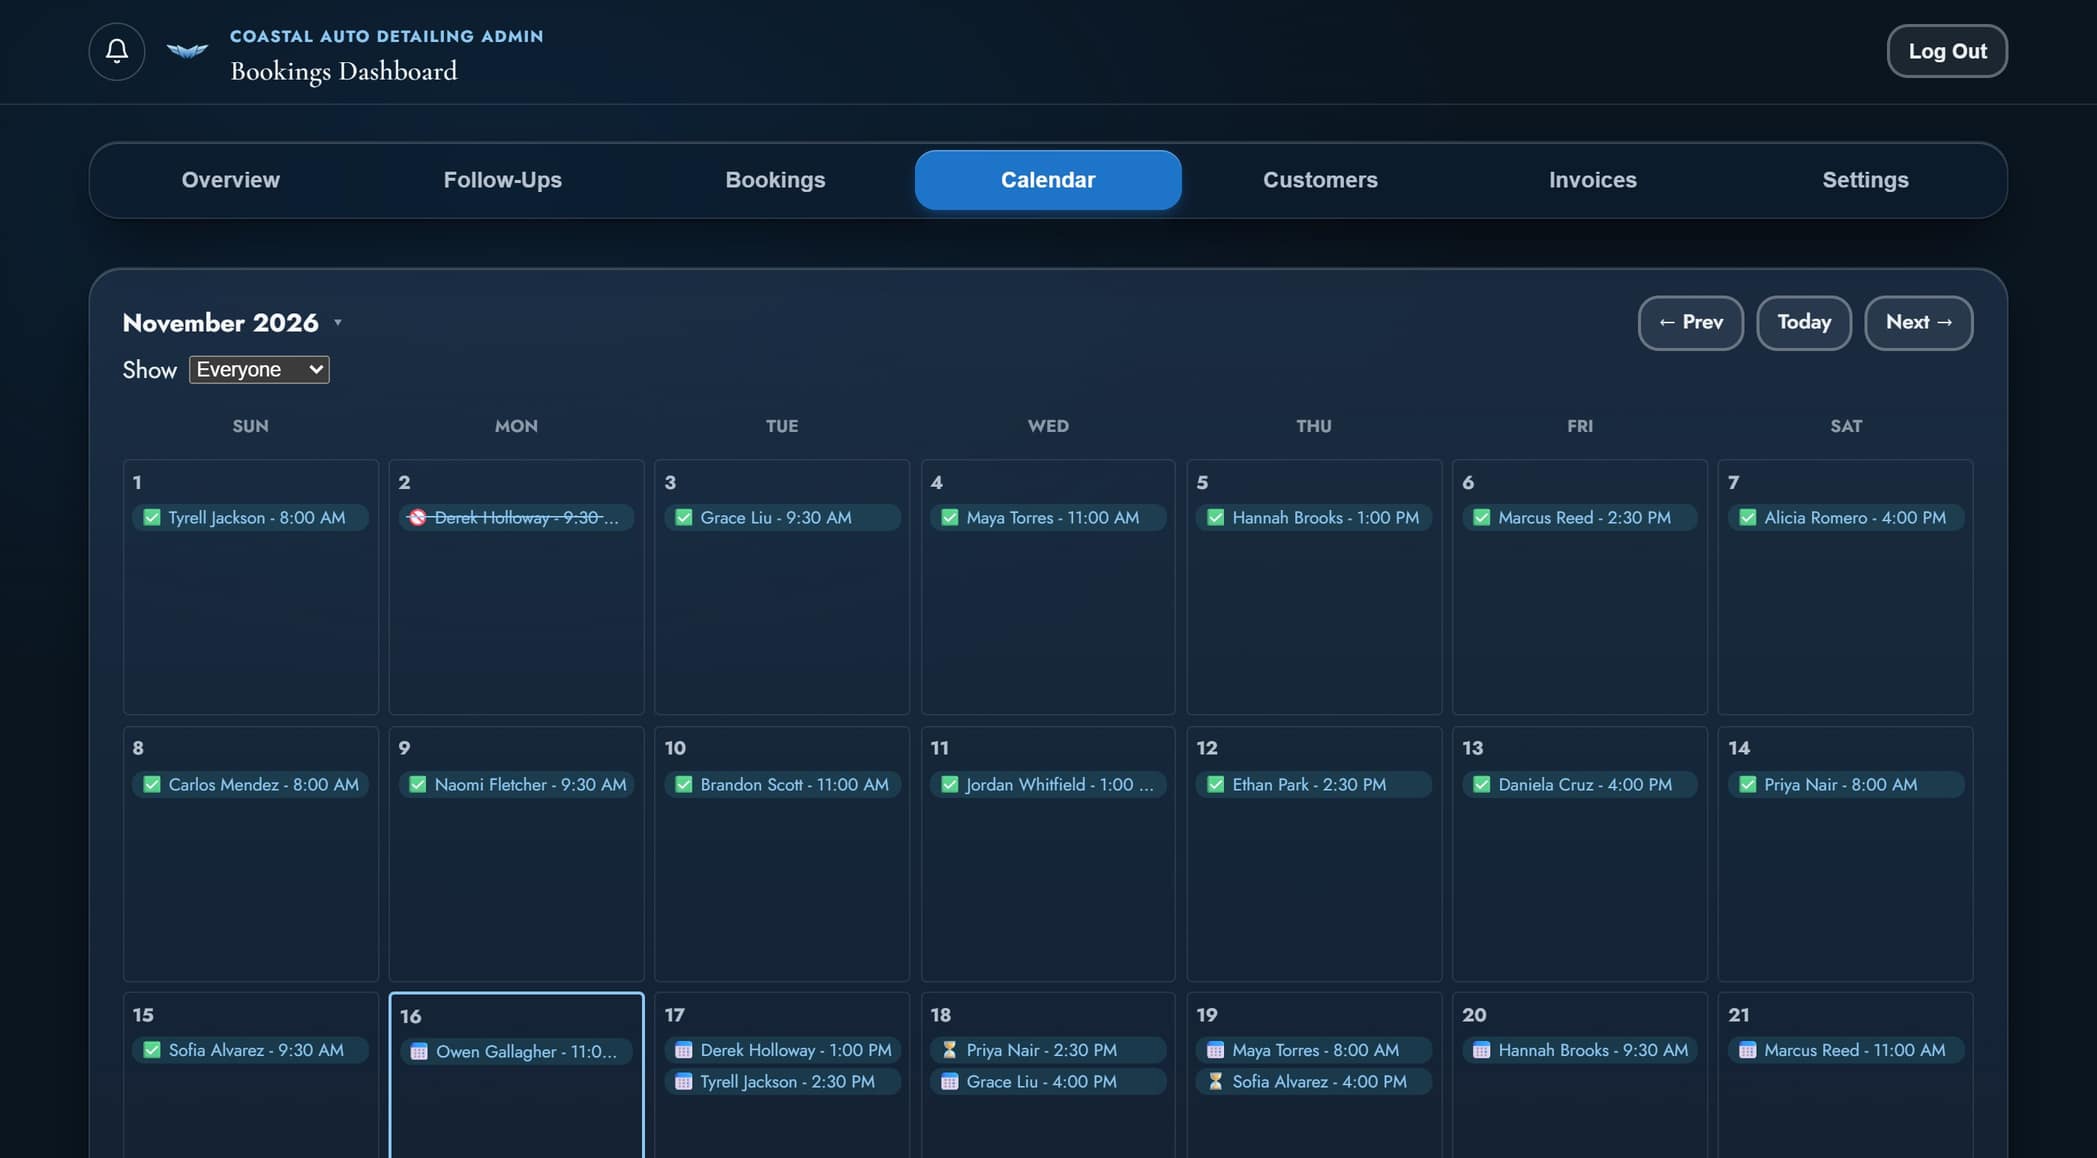 COASTAL AUTO DETAILING ADMIN
Bookings Dashboard
Log Out
Overview
Follow-Ups
Bookings
Calendar
Customers
Invoices
Settings
November 2026 ▾
← Prev
Today
Next →
Show Everyone
SUN MON TUE WED THU FRI SAT
1
✅ Tyrell Jackson - 8:00 AM
2
🚫 Derek Holloway - 9:30 ...
3
✅ Grace Liu - 9:30 AM
4
✅ Maya Torres - 11:00 AM
5
✅ Hannah Brooks - 1:00 PM
6
✅ Marcus Reed - 2:30 PM
7
✅ Alicia Romero - 4:00 PM
8
✅ Carlos Mendez - 8:00 AM
9
✅ Naomi Fletcher - 9:30 AM
10
✅ Brandon Scott - 11:00 AM
11
✅ Jordan Whitfield - 1:00 ...
12
✅ Ethan Park - 2:30 PM
13
✅ Daniela Cruz - 4:00 PM
14
✅ Priya Nair - 8:00 AM
15
✅ Sofia Alvarez - 9:30 AM
16
🗓 Owen Gallagher - 11:0...
17
🗓 Derek Holloway - 1:00 PM
🗓 Tyrell Jackson - 2:30 PM
18
⏳ Priya Nair - 2:30 PM
🗓 Grace Liu - 4:00 PM
19
🗓 Maya Torres - 8:00 AM
⏳ Sofia Alvarez - 4:00 PM
20
🗓 Hannah Brooks - 9:30 AM
21
🗓 Marcus Reed - 11:00 AM